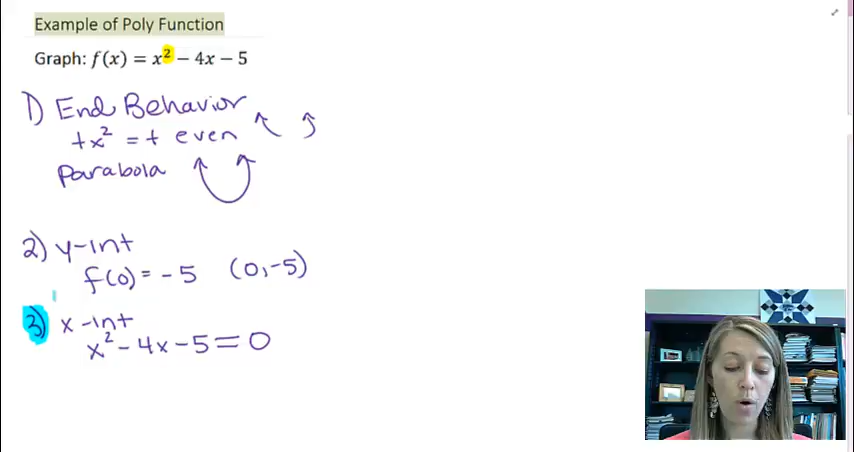 Example of Poly Function
Graph: f(x) = x² − 4x − 5
1) End Behavior
+x² = + even
Parabola
2) y-int
f(0) = -5 (0,-5)
3) x-int
x² - 4x - 5 = 0